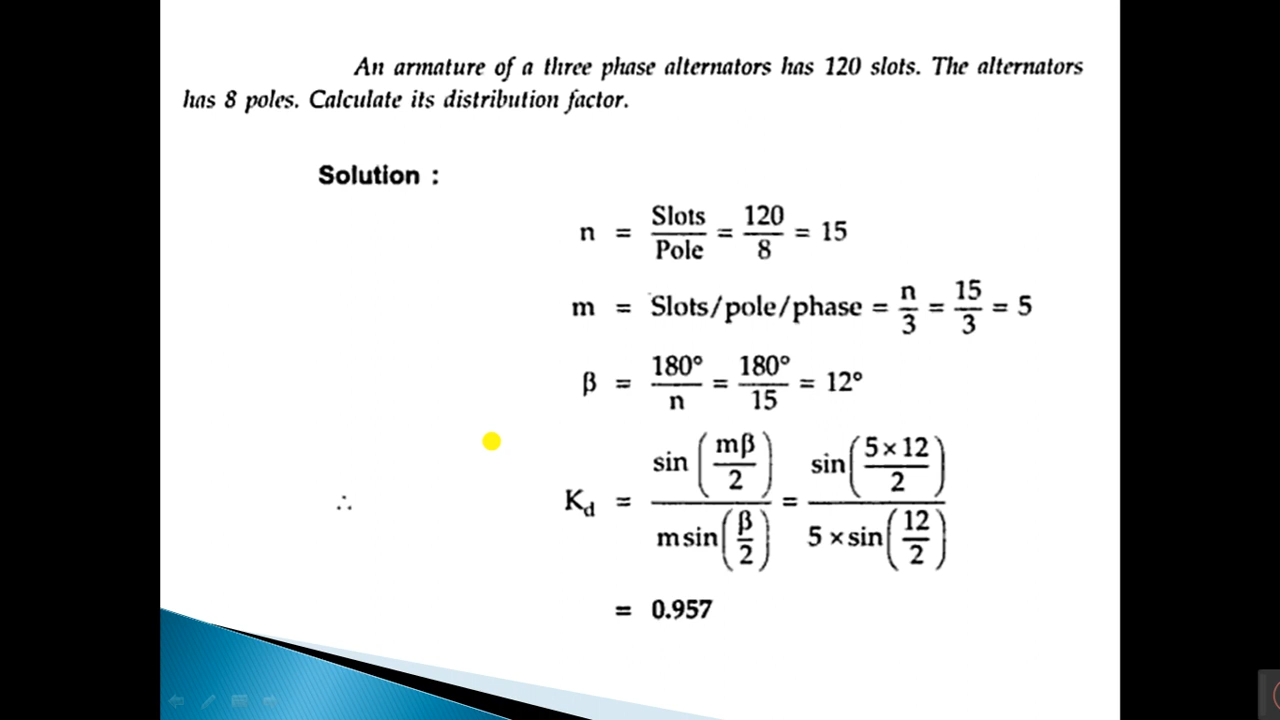 An armature of a three phase alternators has 120 slots. The alternators
has 8 poles. Calculate its distribution factor.
Solution :
n = Slots/Pole = 120/8 = 15
m = Slots/pole/phase = n/3 = 15/3 = 5
β = 180°/n = 180°/15 = 12°
∴ Kd = sin(mβ/2) / m sin(β/2) = sin(5 × 12/2) / 5 × sin(12/2)
= 0.957